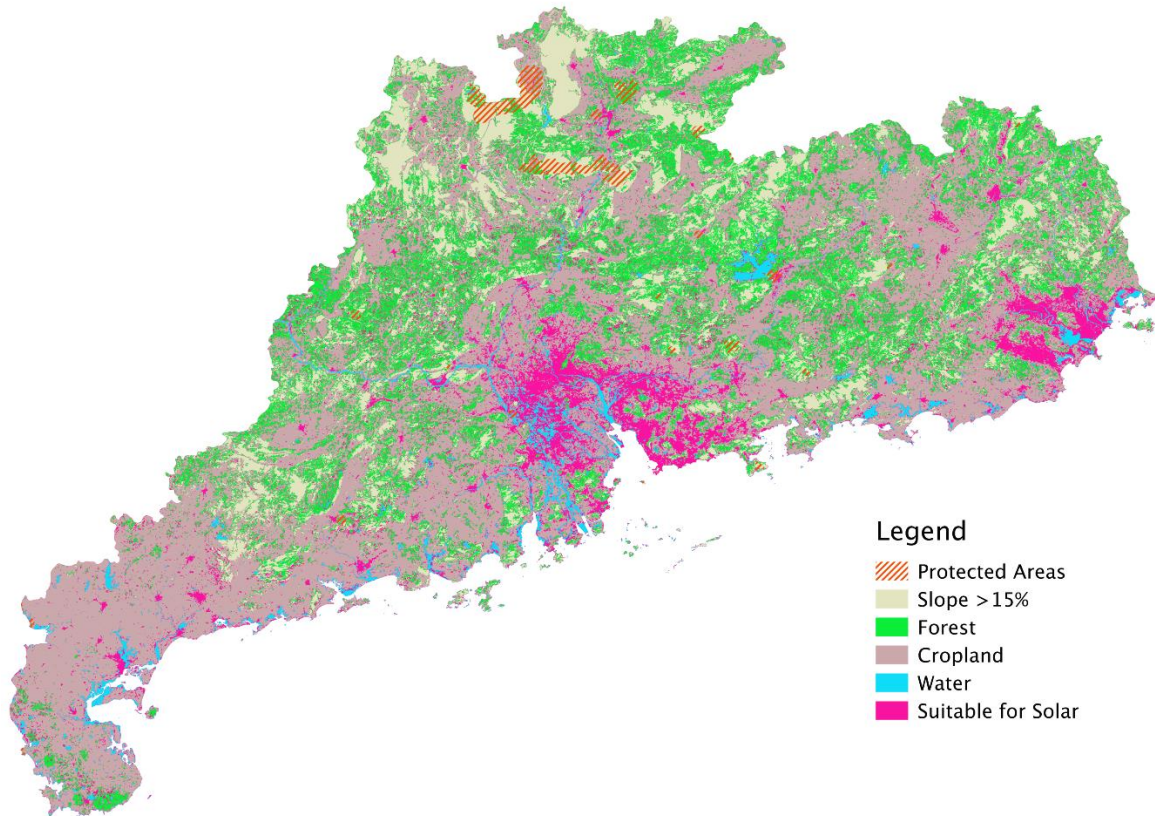 Legend
Protected Areas
Slope >15%
Forest
Cropland
Water
Suitable for Solar